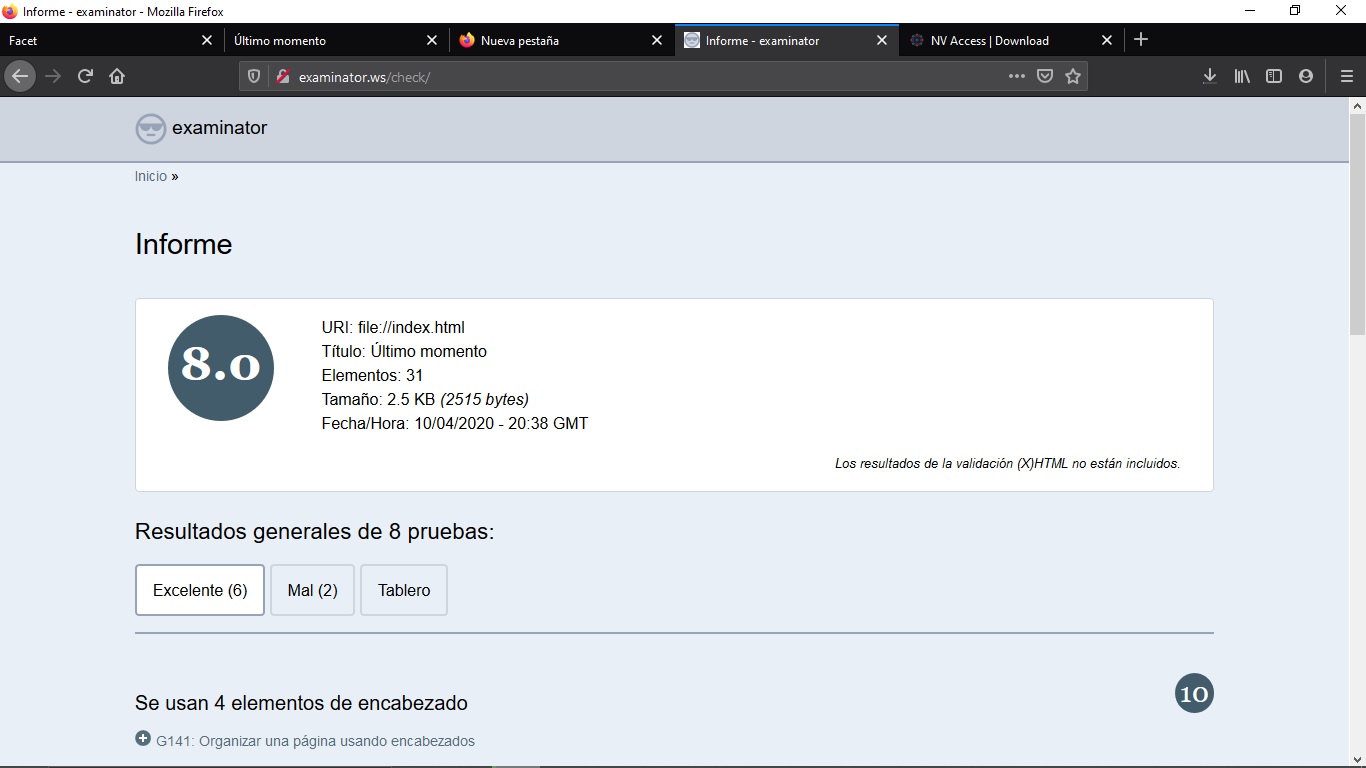 Informe - examinator - Mozilla Firefox
Facet
Último momento
Nueva pestaña
Informe - examinator
NV Access | Download
examinator.ws/check/
examinator
Inicio »
Informe
8.0
URI: file://index.html
Título: Último momento
Elementos: 31
Tamaño: 2.5 KB (2515 bytes)
Fecha/Hora: 10/04/2020 - 20:38 GMT
Los resultados de la validación (X)HTML no están incluidos.
Resultados generales de 8 pruebas:
Excelente (6)
Mal (2)
Tablero
Se usan 4 elementos de encabezado
10
G141: Organizar una página usando encabezados